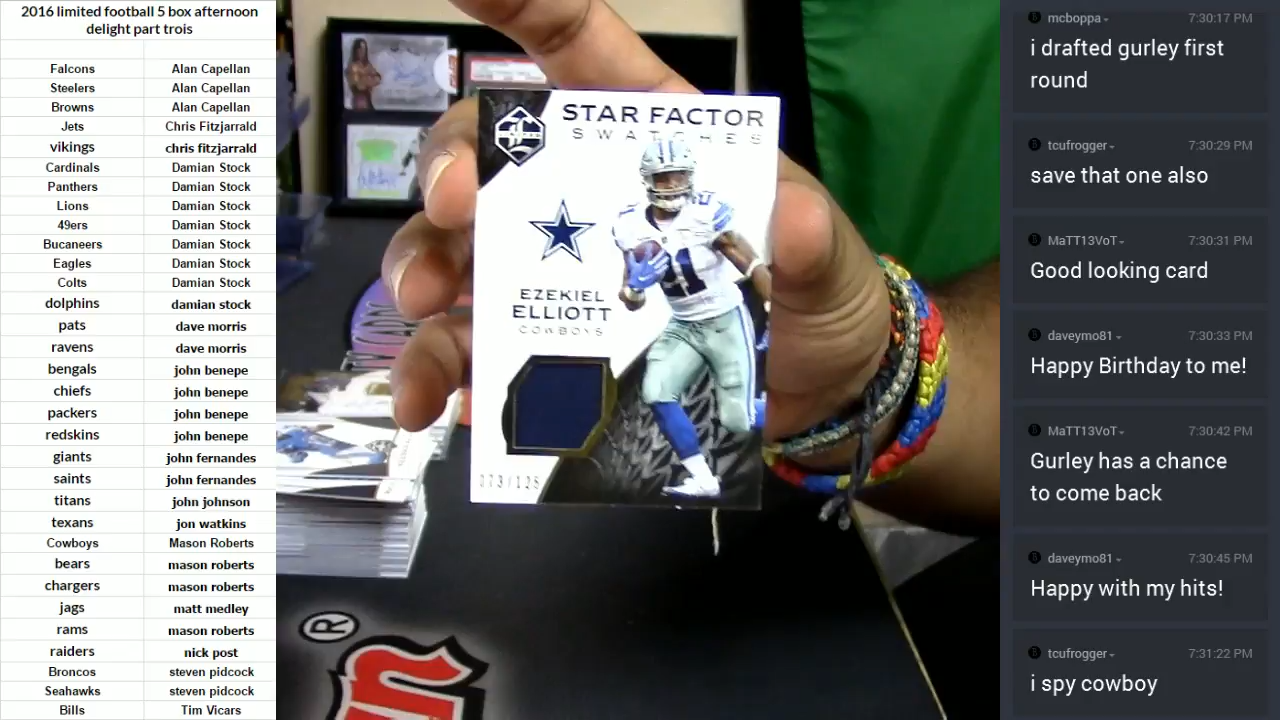 2016 limited football 5 box afternoon
delight part trois
Falcons Alan Capellan
Steelers Alan Capellan
Browns Alan Capellan
Jets Chris Fitzjarrald
vikings chris fitzjarrald
Cardinals Damian Stock
Panthers Damian Stock
Lions Damian Stock
49ers Damian Stock
Bucaneers Damian Stock
Eagles Damian Stock
Colts Damian Stock
dolphins damian stock
pats dave morris
ravens dave morris
bengals john benepe
chiefs john benepe
packers john benepe
redskins john benepe
giants john fernandes
saints john fernandes
titans john johnson
texans jon watkins
Cowboys Mason Roberts
bears mason roberts
chargers mason roberts
jags matt medley
rams mason roberts
raiders nick post
Broncos steven pidcock
Seahawks steven pidcock
Bills Tim Vicars
STAR FACTOR
SWATCHES
EZEKIEL
ELLIOTT
COWBOYS
21
®
mcboppa 7:30:17 PM
i drafted gurley first
round
tcufrogger 7:30:29 PM
save that one also
MaTT13VoT 7:30:31 PM
Good looking card
daveymo81 7:30:33 PM
Happy Birthday to me!
MaTT13VoT 7:30:42 PM
Gurley has a chance
to come back
daveymo81 7:30:45 PM
Happy with my hits!
tcufrogger 7:31:22 PM
i spy cowboy